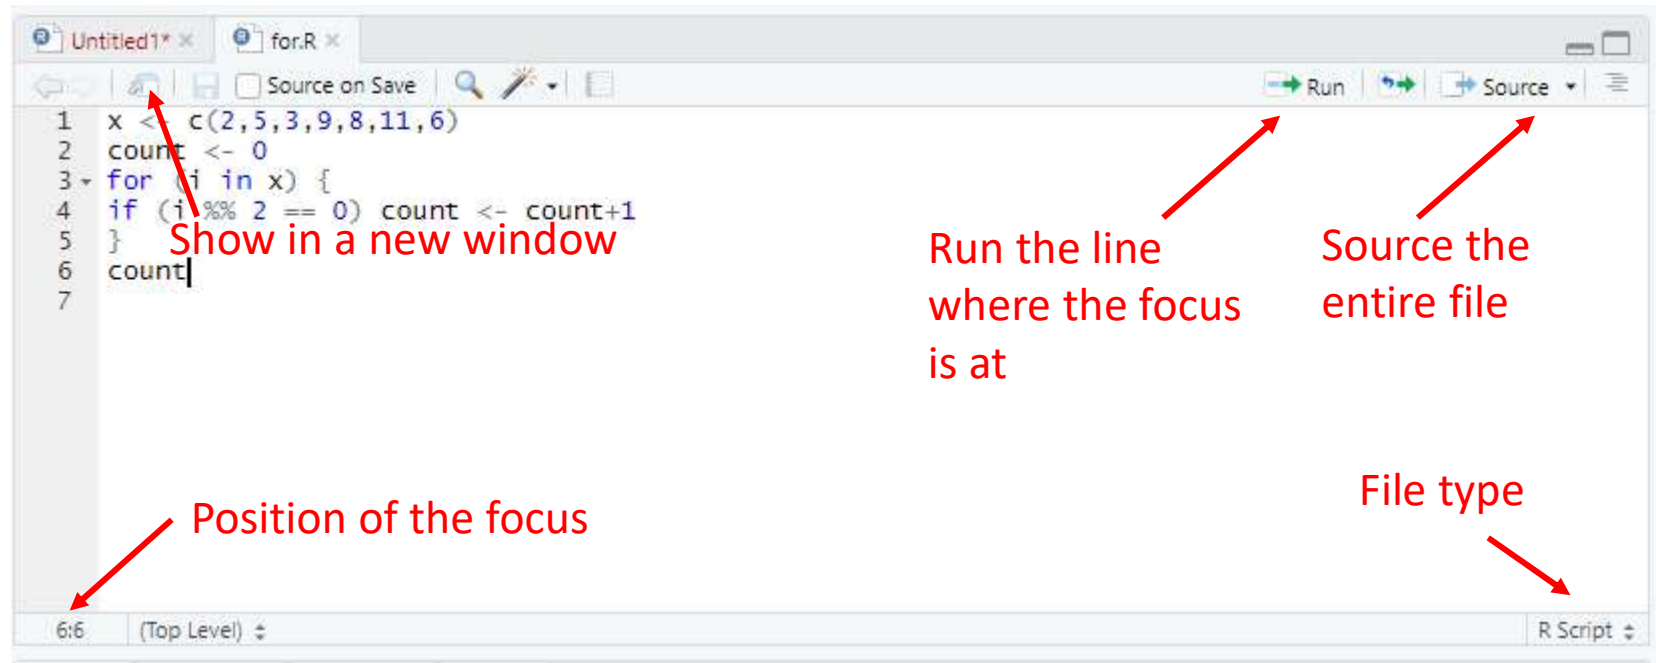 Untitled1* × for.R ×
Source on Save Run Source
1 x <- c(2,5,3,9,8,11,6)
2 count <- 0
3 for (i in x) {
4 if (i %% 2 == 0) count <- count+1
5 }
6 count
7
Show in a new window
Run the line
where the focus
is at
Source the
entire file
Position of the focus
File type
6:6 (Top Level) R Script